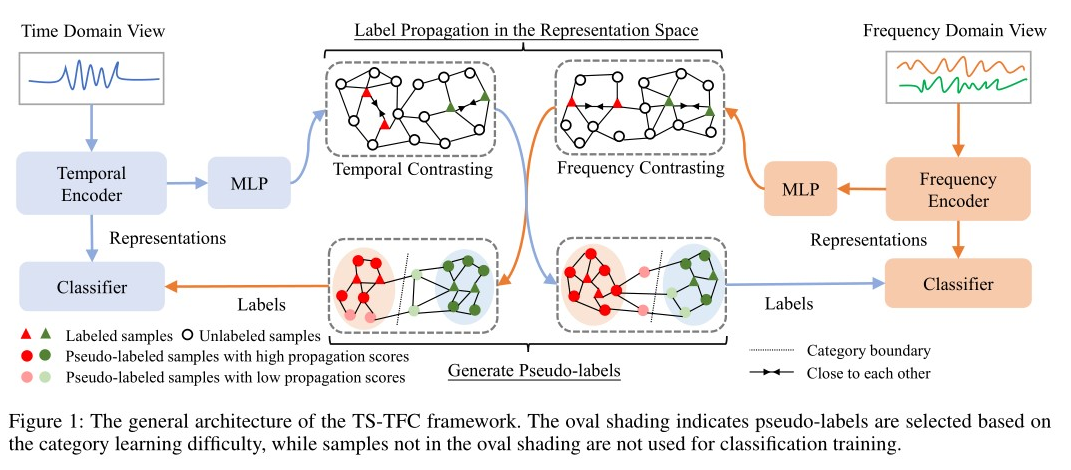 Time Domain View
Label Propagation in the Representation Space
Frequency Domain View
Temporal
Encoder
MLP
Temporal Contrasting
Frequency Contrasting
MLP
Frequency
Encoder
Representations
Representations
Classifier
Labels
Labels
Classifier
Labeled samples
Unlabeled samples
Pseudo-labeled samples with high propagation scores
Pseudo-labeled samples with low propagation scores
Generate Pseudo-labels
Category boundary
Close to each other
Figure 1: The general architecture of the TS-TFC framework. The oval shading indicates pseudo-labels are selected based on
the category learning difficulty, while samples not in the oval shading are not used for classification training.